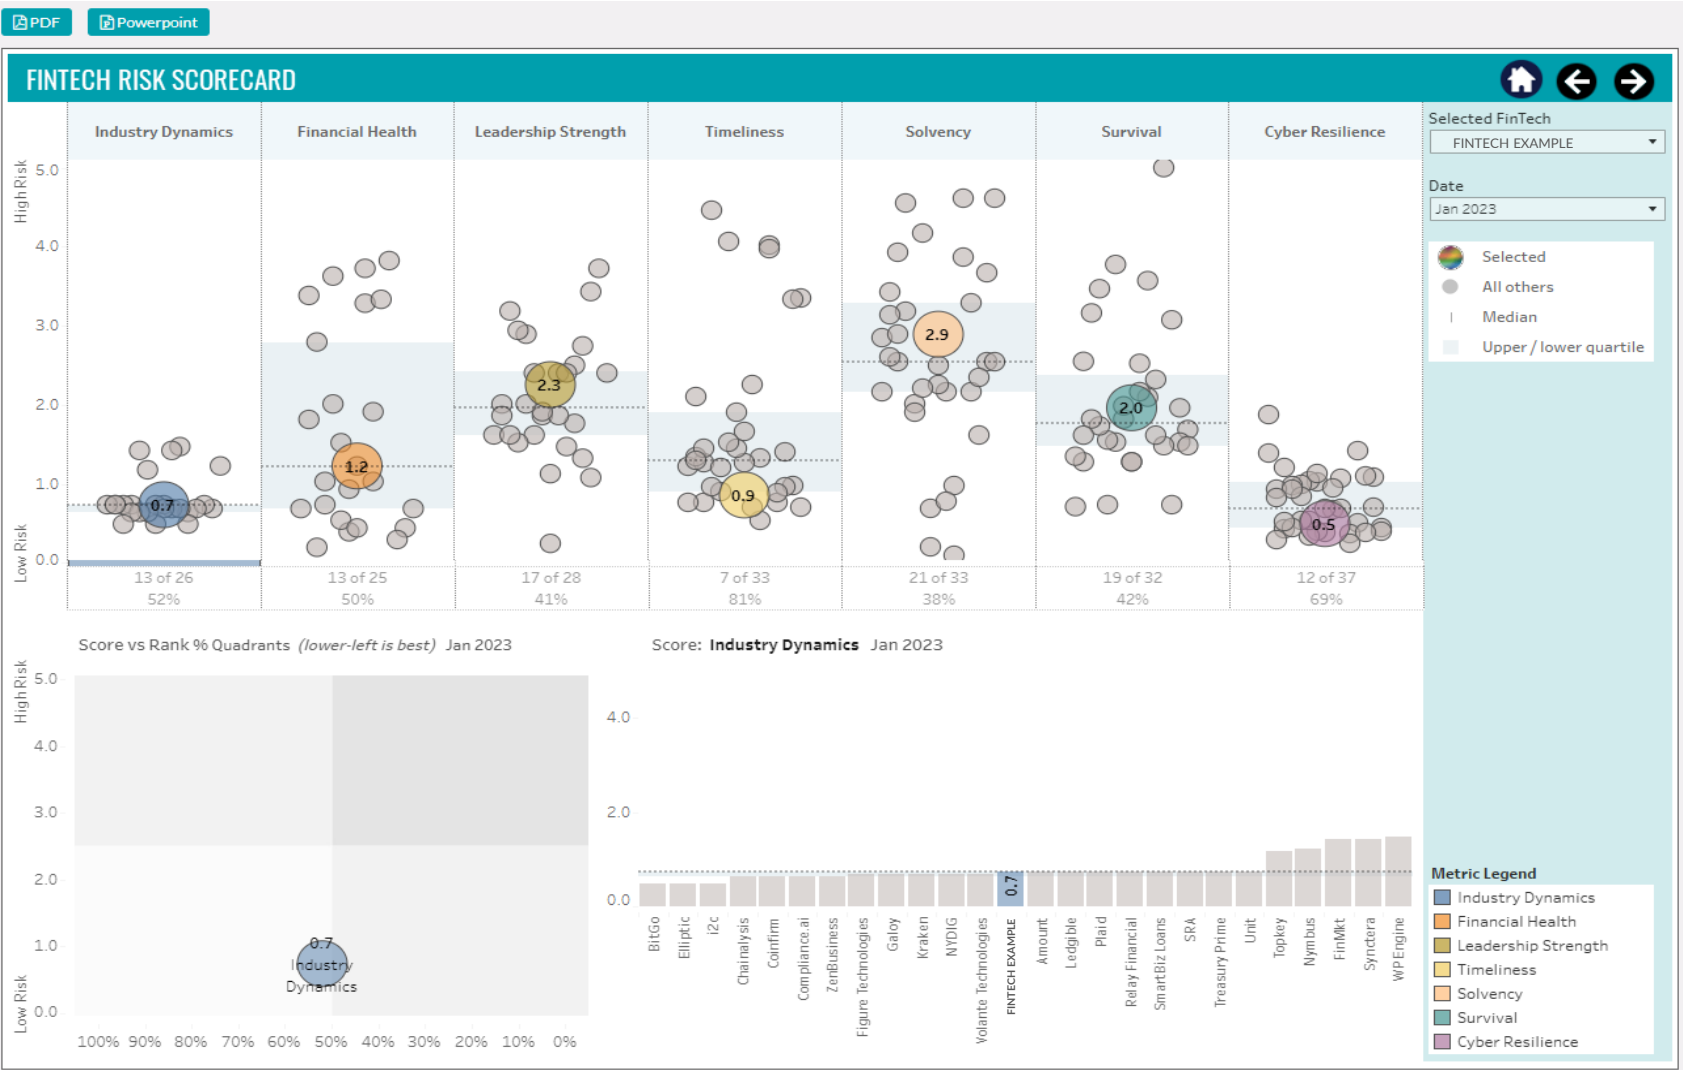 PDF
Powerpoint
FINTECH RISK SCORECARD
Industry Dynamics
Financial Health
Leadership Strength
Timeliness
Solvency
Survival
Cyber Resilience
High Risk
Low Risk
5.0
4.0
3.0
2.0
1.0
0.0
0.7
1.2
2.3
0.9
2.9
2.0
0.5
13 of 26
52%
13 of 25
50%
17 of 28
41%
7 of 33
81%
21 of 33
38%
19 of 32
42%
12 of 37
69%
Selected FinTech
FINTECH EXAMPLE
Date
Jan 2023
Selected
All others
Median
Upper / lower quartile
Score vs Rank % Quadrants (lower-left is best) Jan 2023
High Risk
Low Risk
5.0
4.0
3.0
2.0
1.0
0.0
0.7
Industry
Dynamics
100% 90% 80% 70% 60% 50% 40% 30% 20% 10% 0%
Score: Industry Dynamics Jan 2023
4.0
2.0
0.0
0.7
BitGo
Elliptic
i2c
Chainalysis
Coinfirm
Compliance.ai
ZenBusiness
Figure Technologies
Galoy
Kraken
NYDIG
Volante Technologies
FINTECH EXAMPLE
Amount
Ledgible
Plaid
Relay Financial
SmartBiz Loans
SRA
Treasury Prime
Unit
Topkey
Nymbus
FinMkt
Synctera
WPEngine
Metric Legend
Industry Dynamics
Financial Health
Leadership Strength
Timeliness
Solvency
Survival
Cyber Resilience